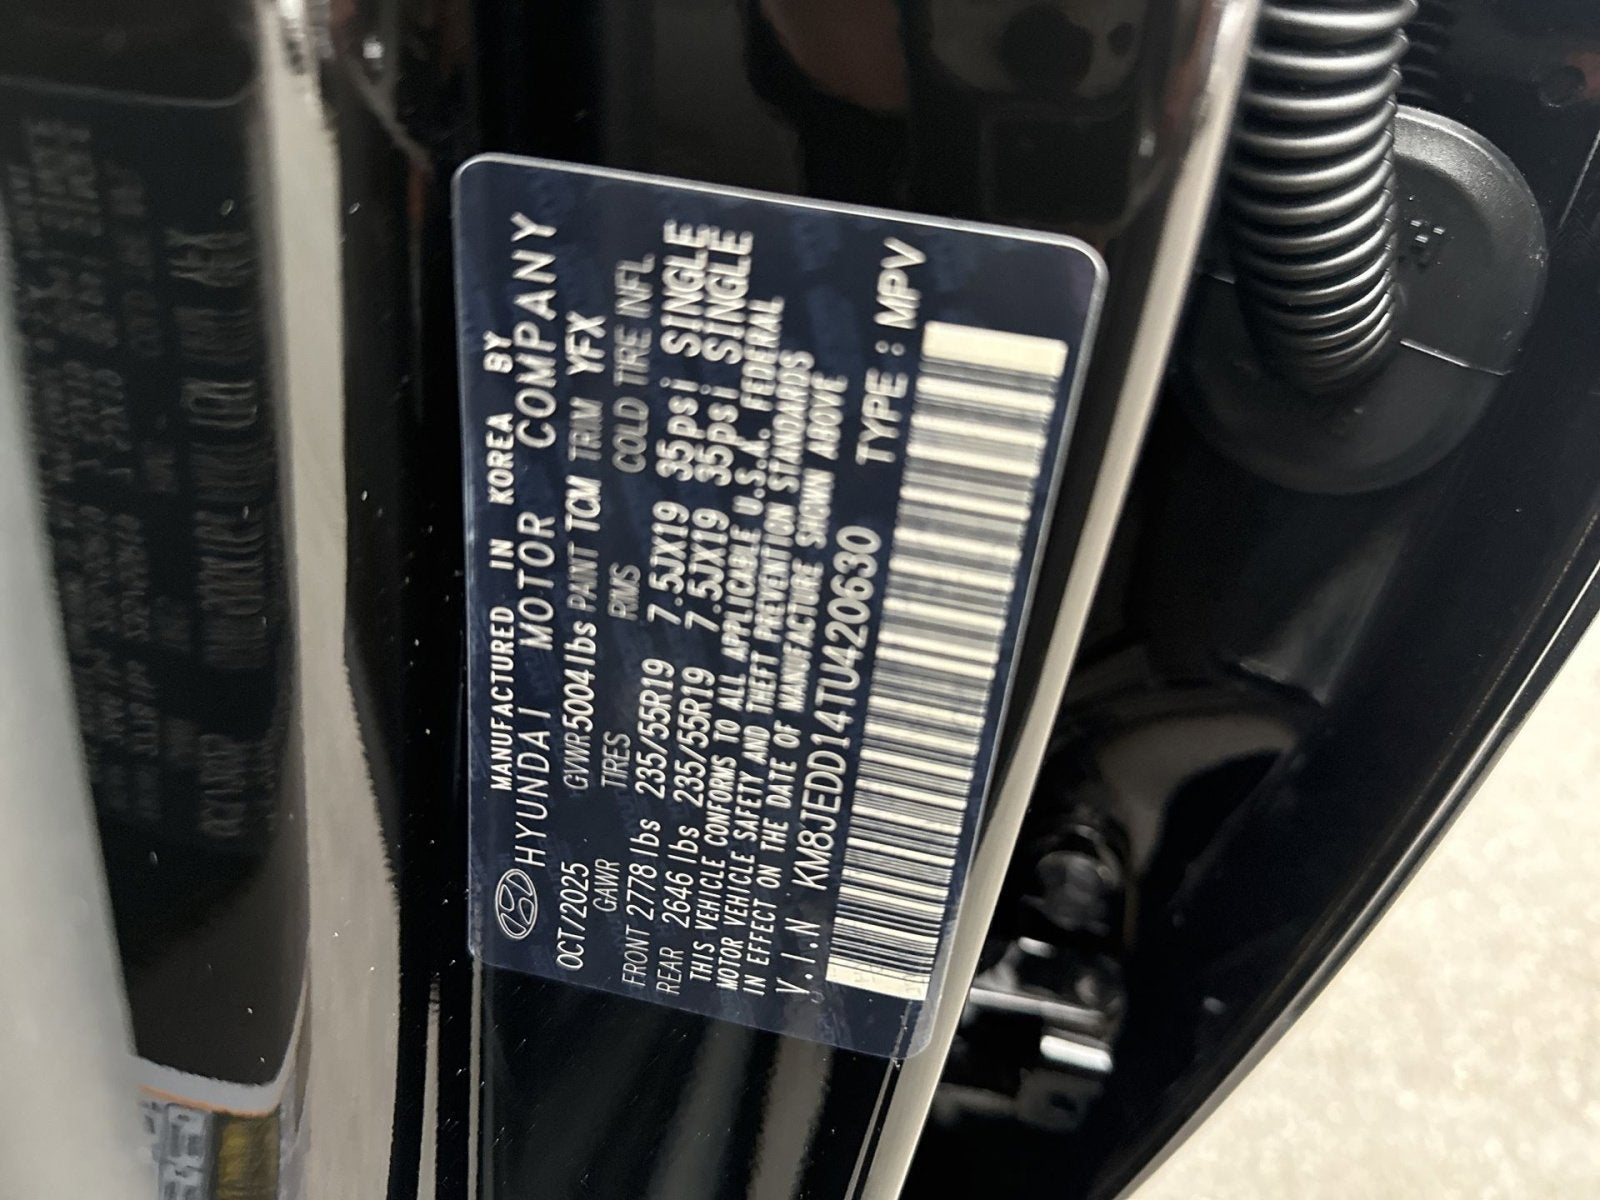 MANUFACTURED IN KOREA BY
HYUNDAI MOTOR COMPANY
OCT/2025 GVWR 5004lbs PAINT TCM TRIM YFX
GAWR TIRES RIMS COLD TIRE INFL
FRONT 2778 lbs 235/55R19 7.5JX19 35psi SINGLE
REAR 2646 lbs 235/55R19 7.5JX19 35psi SINGLE
THIS VEHICLE CONFORMS TO ALL APPLICABLE U.S.A. FEDERAL
MOTOR VEHICLE SAFETY AND THEFT PREVENTION STANDARDS
IN EFFECT ON THE DATE OF MANUFACTURE SHOWN ABOVE
V.I.N KM8JEDD14TU420630 TYPE : MPV